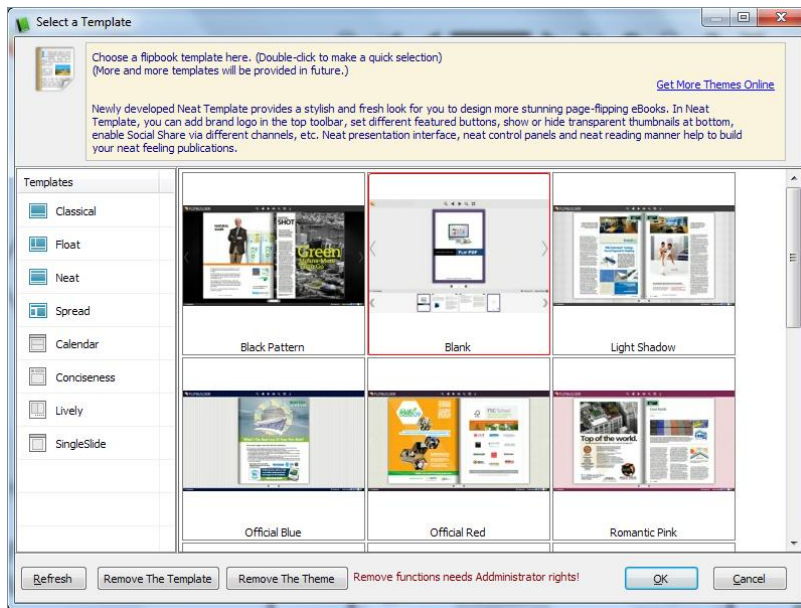 Select a Template
Choose a flipbook template here. (Double-click to make a quick selection)
(More and more templates will be provided in future.)
Get More Themes Online
Newly developed Neat Template provides a stylish and fresh look for you to design more stunning page-flipping eBooks. In Neat
Template, you can add brand logo in the top toolbar, set different featured buttons, show or hide transparent thumbnails at bottom,
enable Social Share via different channels, etc. Neat presentation interface, neat control panels and neat reading manner help to build
your neat feeling publications.
Templates
Classical
Float
Neat
Spread
Calendar
Conciseness
Lively
SingleSlide
SHOT
Green
FLIP PDF
Black Pattern
Blank
Light Shadow
Top of the world.
Official Blue
Official Red
Romantic Pink
Refresh
Remove The Template
Remove The Theme
Remove functions needs Addministrator rights!
OK
Cancel